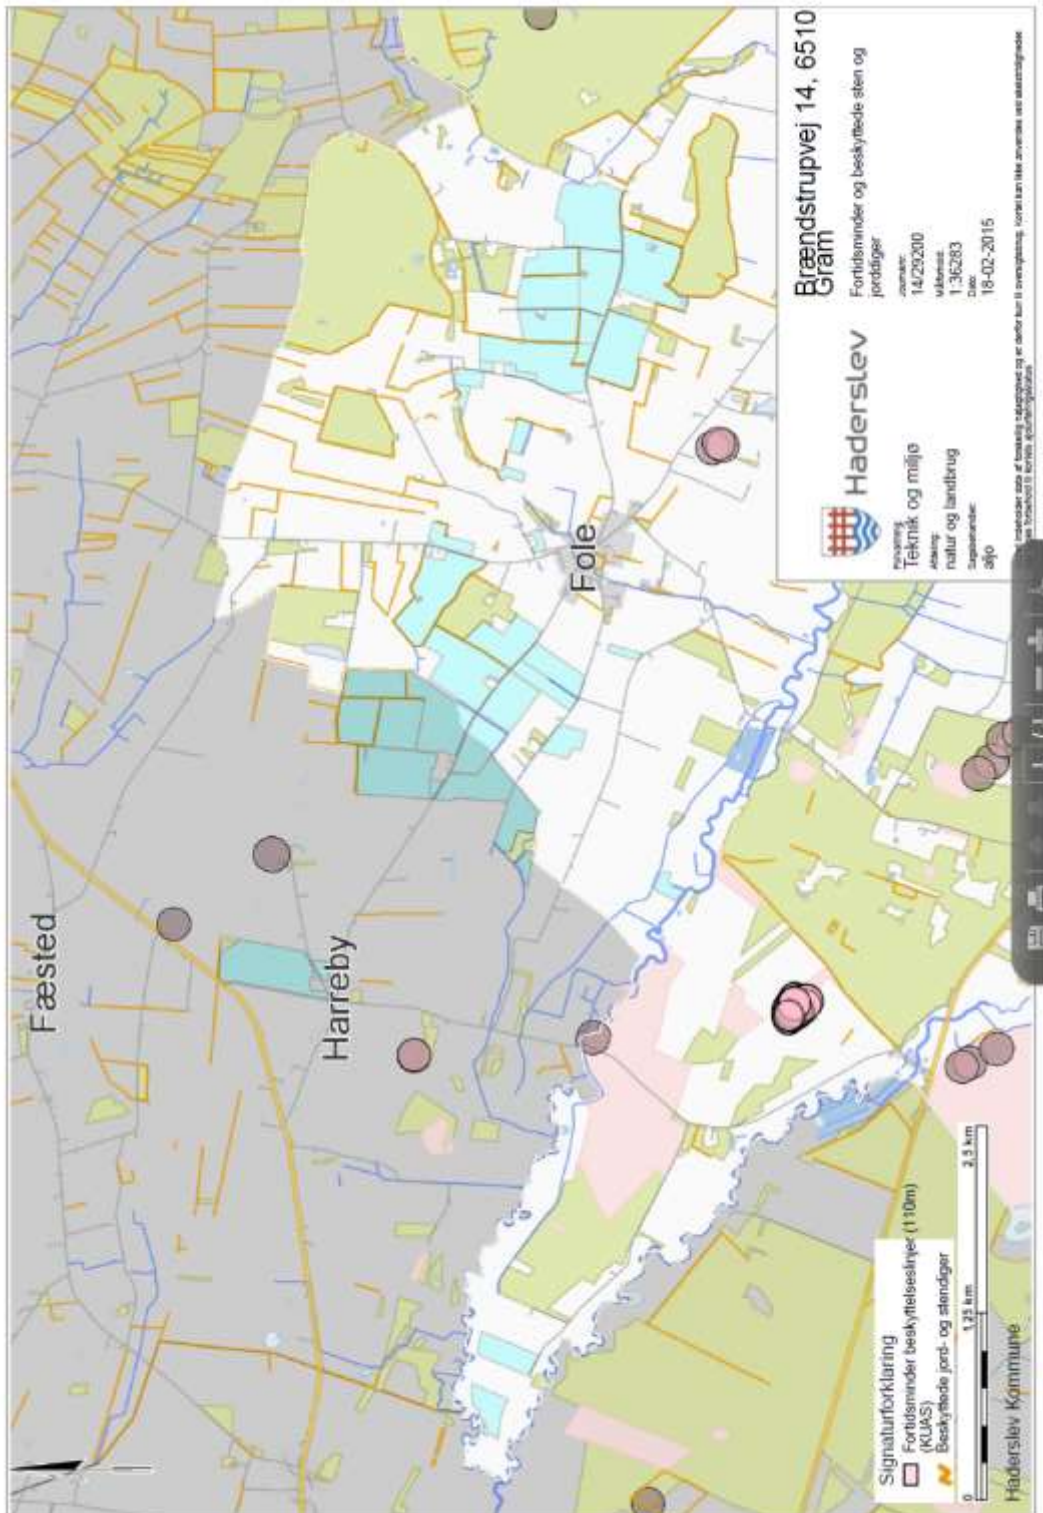 Fæsted
Harreby
Fole
Brændstrupvej 14, 6510
Gram
Fortidsminder og beskyttede sten og
jorddiger
Journalnr:
14/29200
Målforhold:
1:36283
Dato:
18-02-2015
Haderslev
Forvaltning:
Teknik og miljø
Afdeling:
natur og landbrug
Sagsbehandler:
aljo
Signaturforklaring
Fortidsminder beskyttelseslinjer (110m)
(KUAS)
Beskyttede jord- og stendiger
0 1,25 km 2,5 km
Haderslev Kommune